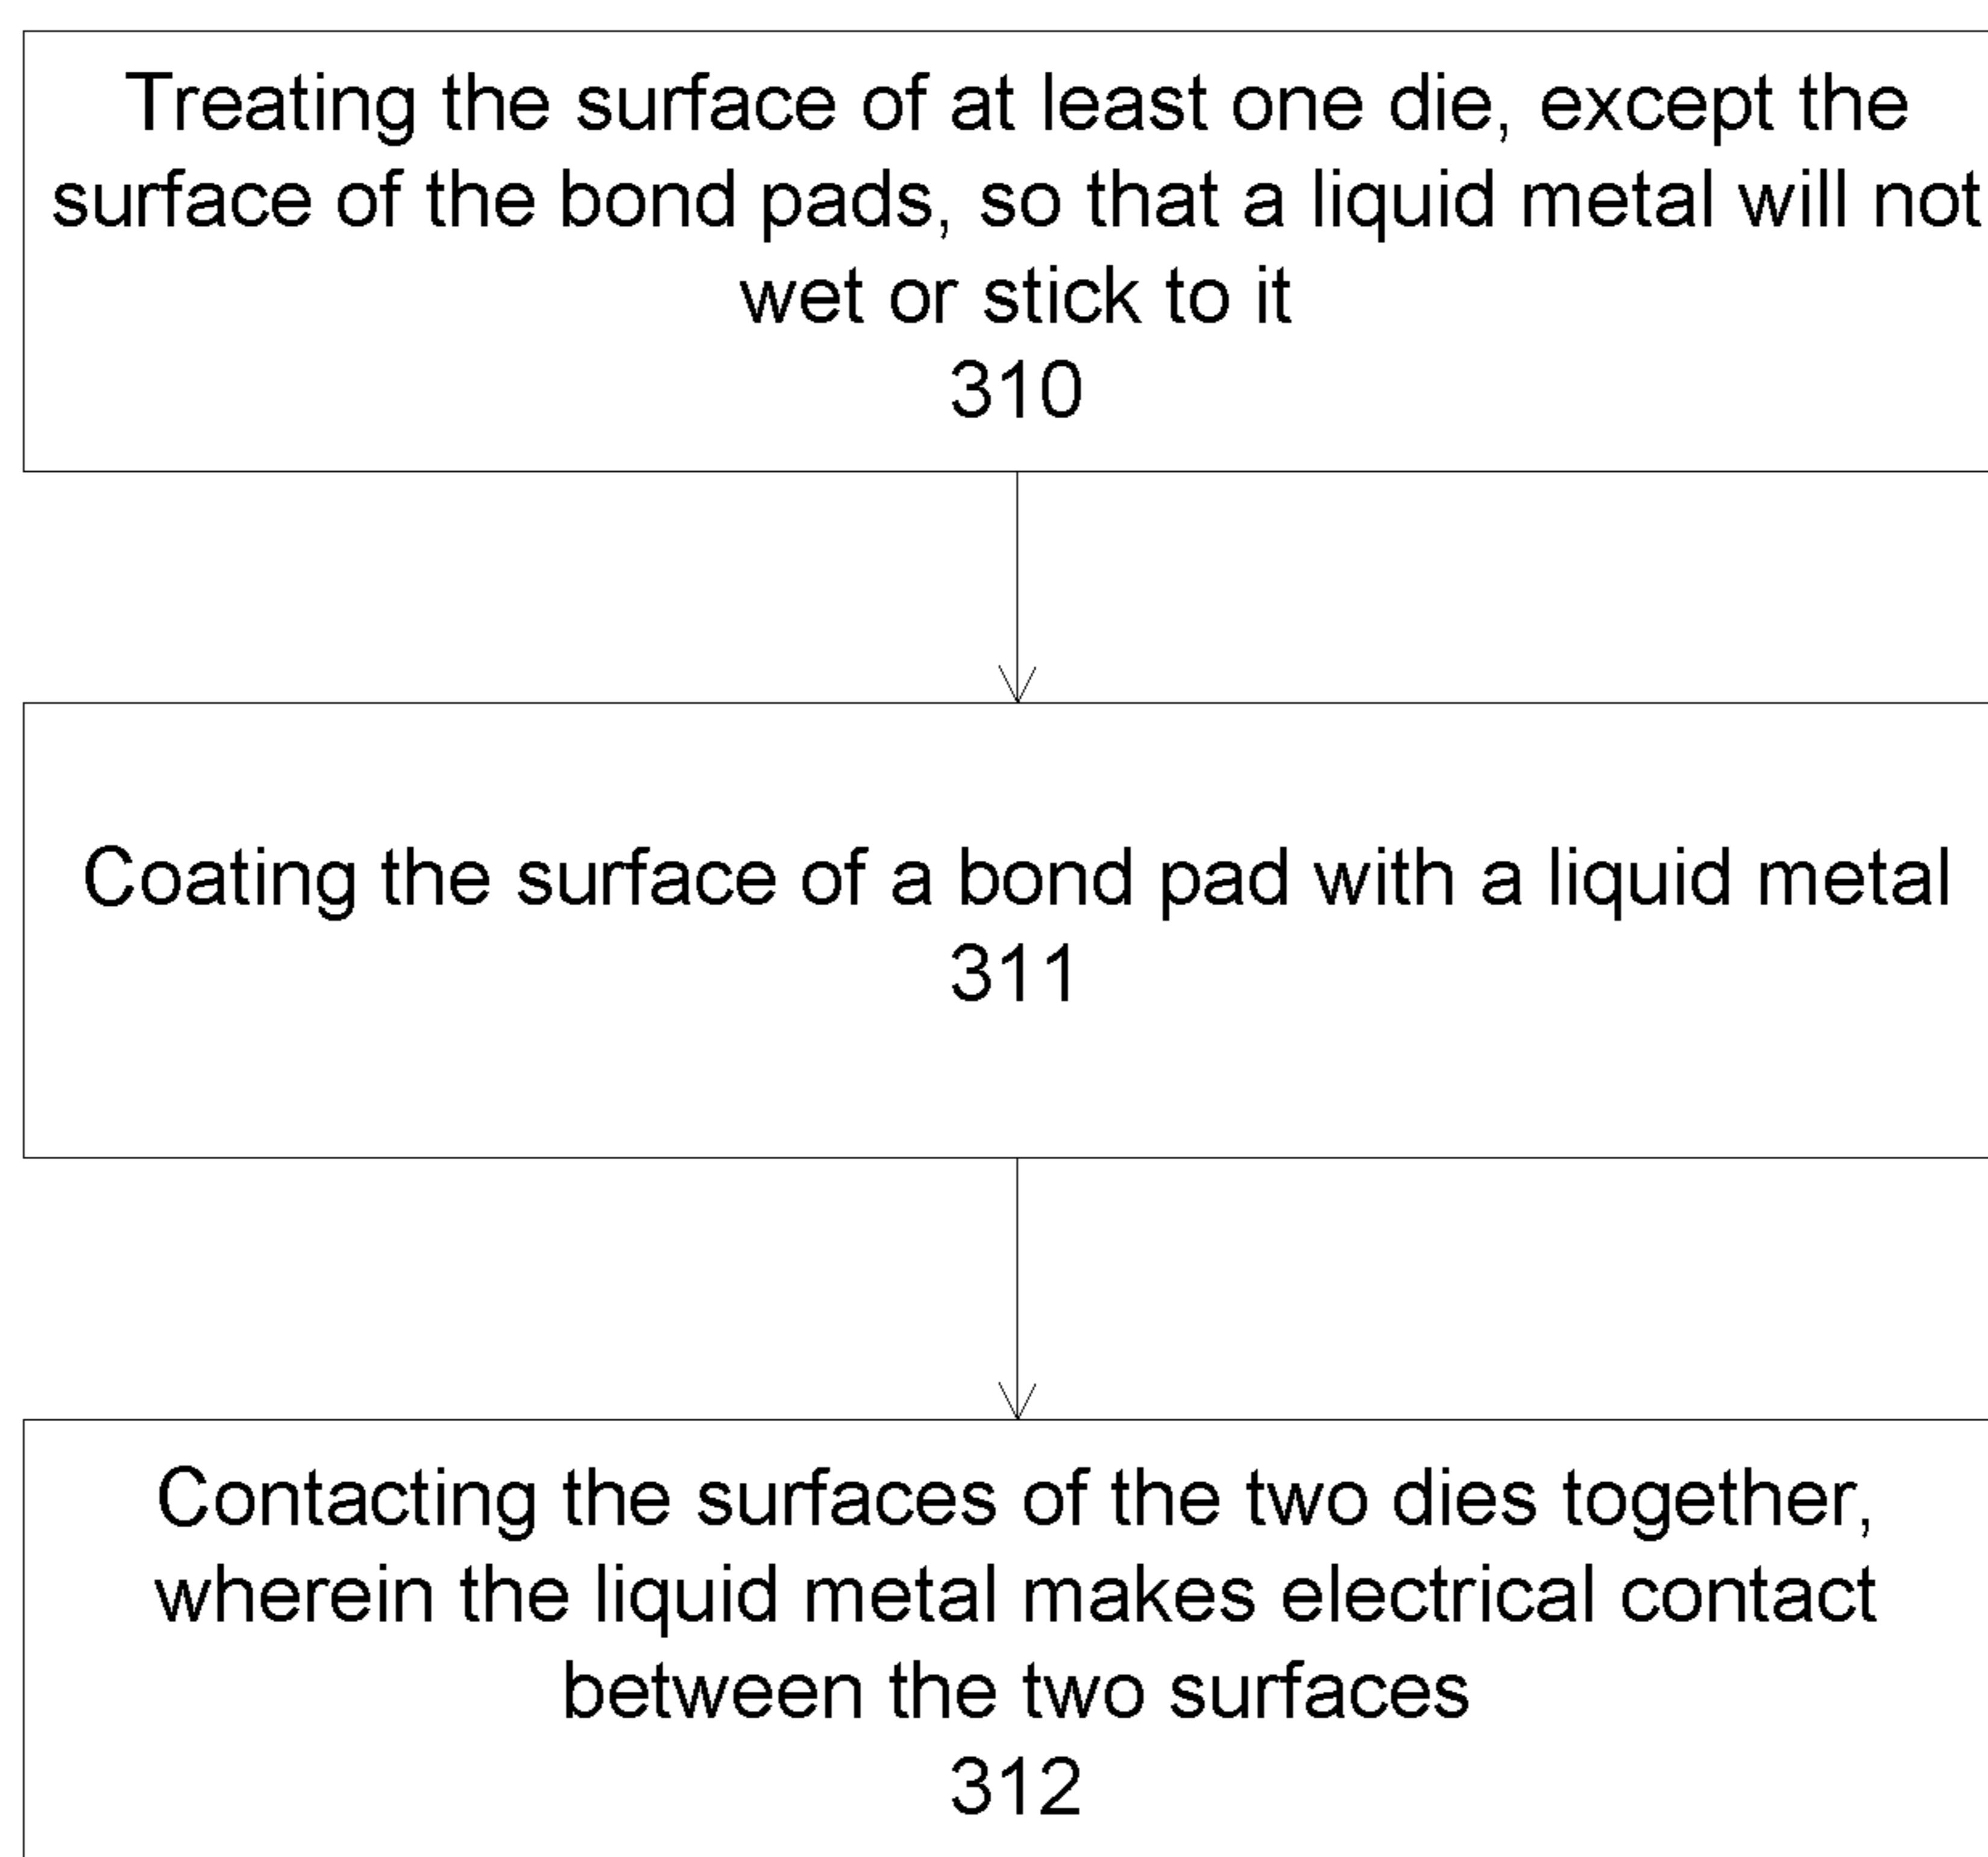 Treating the surface of at least one die, except the
surface of the bond pads, so that a liquid metal will not
wet or stick to it
310
Coating the surface of a bond pad with a liquid metal
311
Contacting the surfaces of the two dies together,
wherein the liquid metal makes electrical contact
between the two surfaces
312